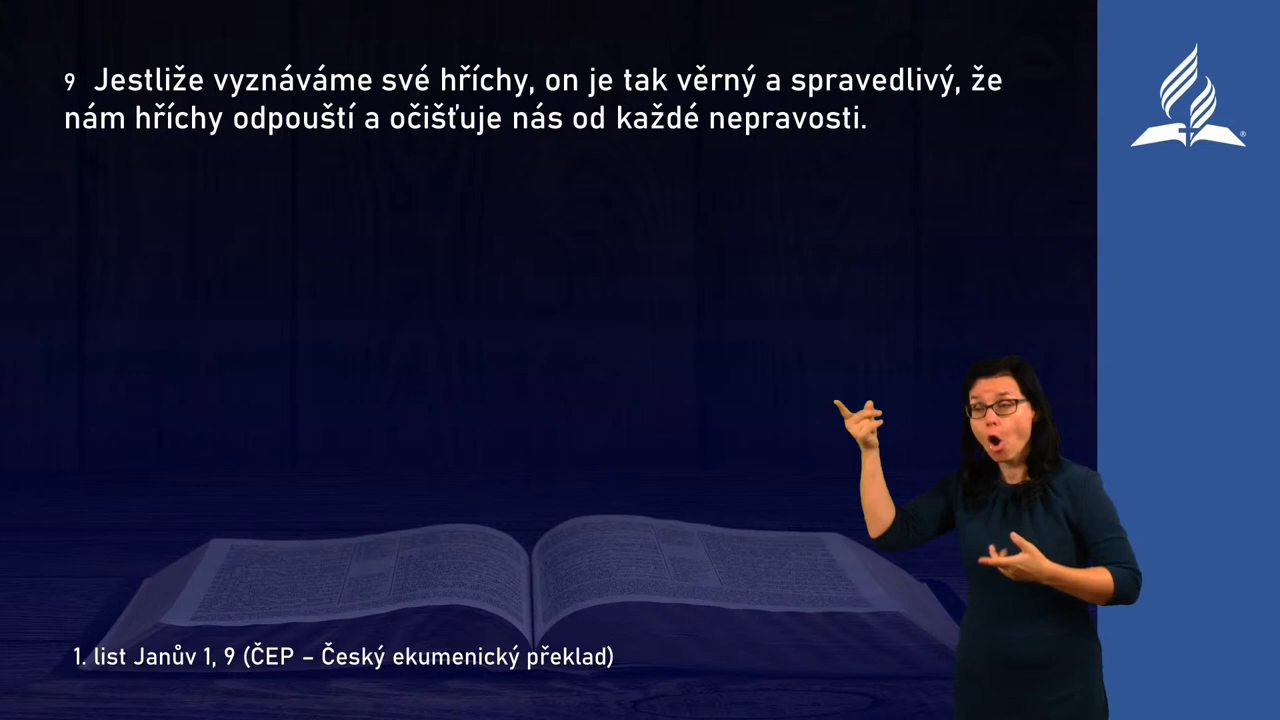 9 Jestliže vyznáváme své hříchy, on je tak věrný a spravedlivý, že
nám hříchy odpouští a očišťuje nás od každé nepravosti.
1. list Janův 1, 9 (ČEP – Český ekumenický překlad)